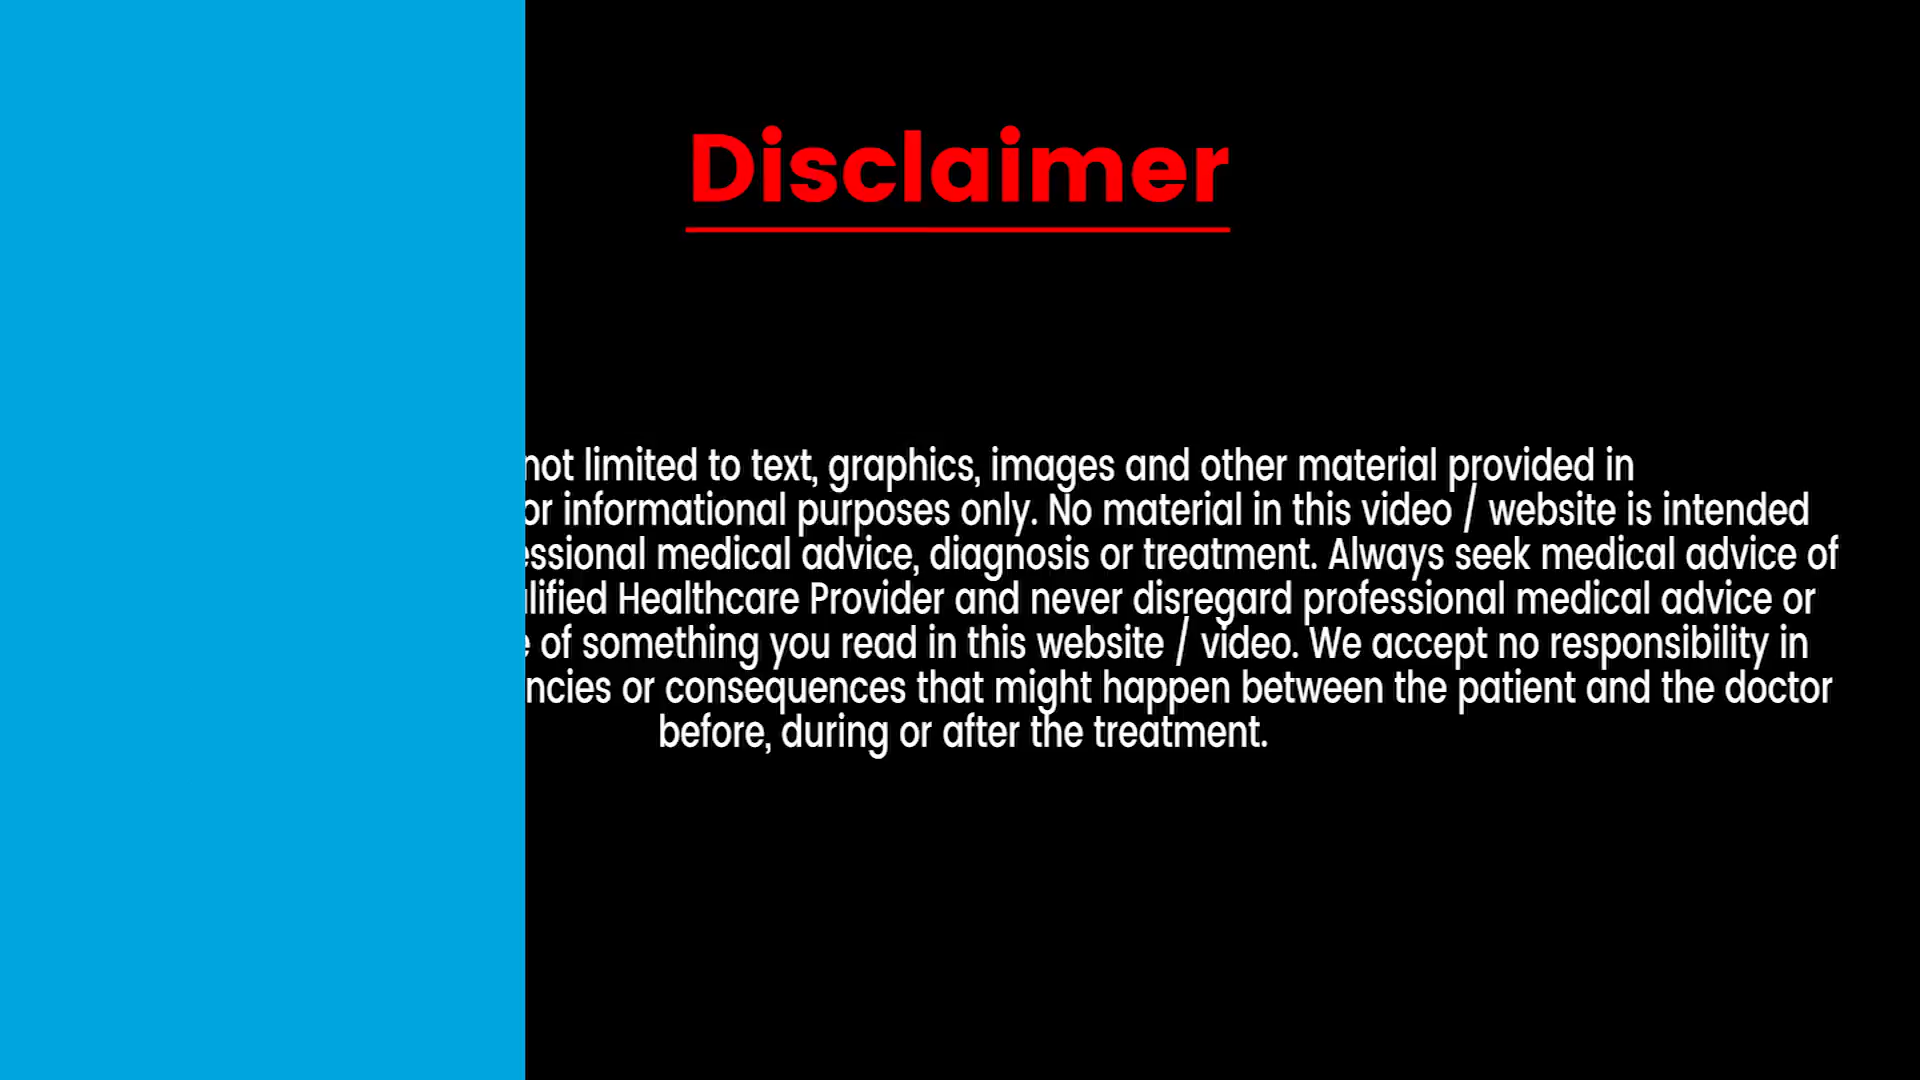 Disclaimer
not limited to text, graphics, images and other material provided in
or informational purposes only. No material in this video / website is intended
medical advice, diagnosis or treatment. Always seek medical advice of
Healthcare Provider and never disregard professional medical advice or
of something you read in this website / video. We accept no responsibility in
or consequences that might happen between the patient and the doctor
before, during or after the treatment.